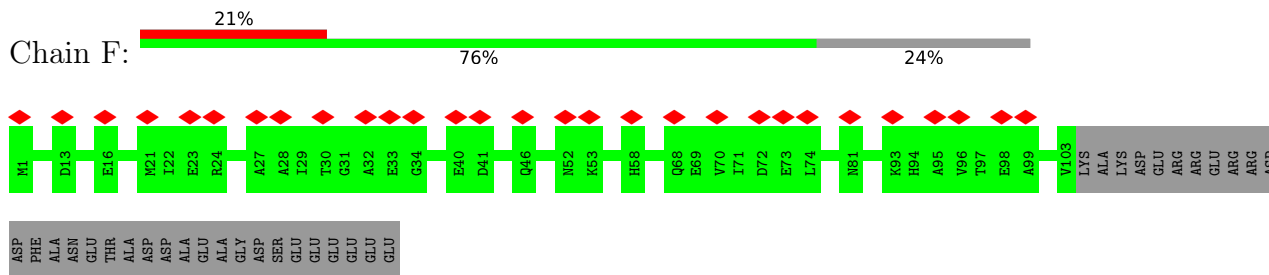 21%
Chain F:
76% 24%
M1 D13 E16 M21 I22 E23 R24 A27 A28 I29 T30 G31 A32 E33 G34 E40 D41 Q46 N52 K53 H58 Q68 E69 V70 I71 D72 E73 L74 N81 K93 H94 A95 V96 T97 E98 A99 V103 LYS ALA LYS ASP GLU ARG ARG GLU ARG ARG ASP
ASP PHE ALA ASN GLU THR ALA ASP ASP ALA GLU ALA GLY ASP SER GLU GLU GLU GLU GLU GLU